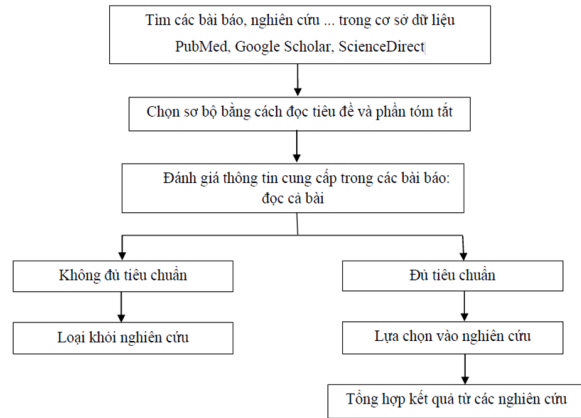 Tìm các bài báo, nghiên cứu ... trong cơ sở dữ liệu
PubMed, Google Scholar, ScienceDirect
Chọn sơ bộ bằng cách đọc tiêu đề và phần tóm tắt
Đánh giá thông tin cung cấp trong các bài báo:
đọc cả bài
Không đủ tiêu chuẩn
Đủ tiêu chuẩn
Loại khỏi nghiên cứu
Lựa chọn vào nghiên cứu
Tổng hợp kết quả từ các nghiên cứu